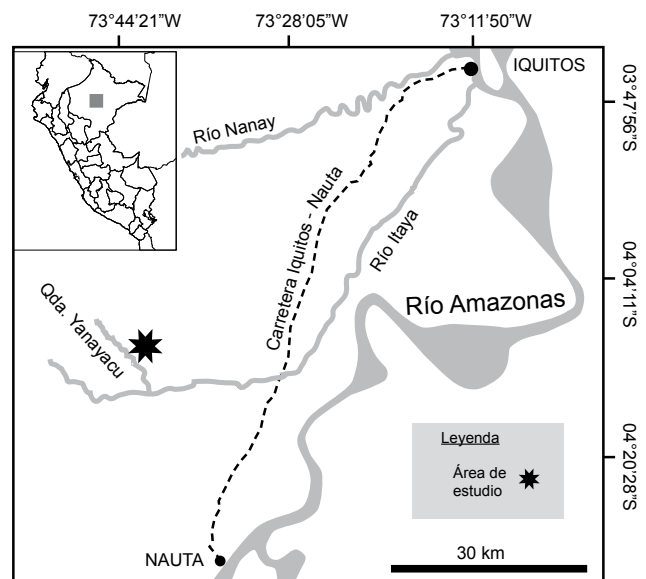 73°44'21”W
73°28'05”W
73°11'50”W
IQUITOS
03°47'56”S
Río Nanay
Carretera Iquitos - Nauta
Río Itaya
04°04'11”S
Río Amazonas
Qda. Yanayacu
04°20'28”S
Leyenda
Área de
estudio
NAUTA
30 km